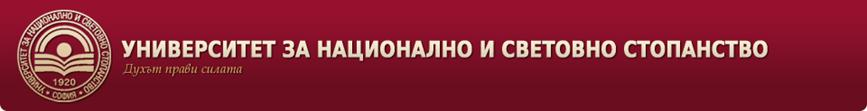 УНИВЕРСИТЕТ ЗА НАЦИОНАЛНО И СВЕТОВНО СТОПАНСТВО
1920
СОФИЯ
УНИВЕРСИТЕТ ЗА НАЦИОНАЛНО И СВЕТОВНО СТОПАНСТВО
Духът прави силата